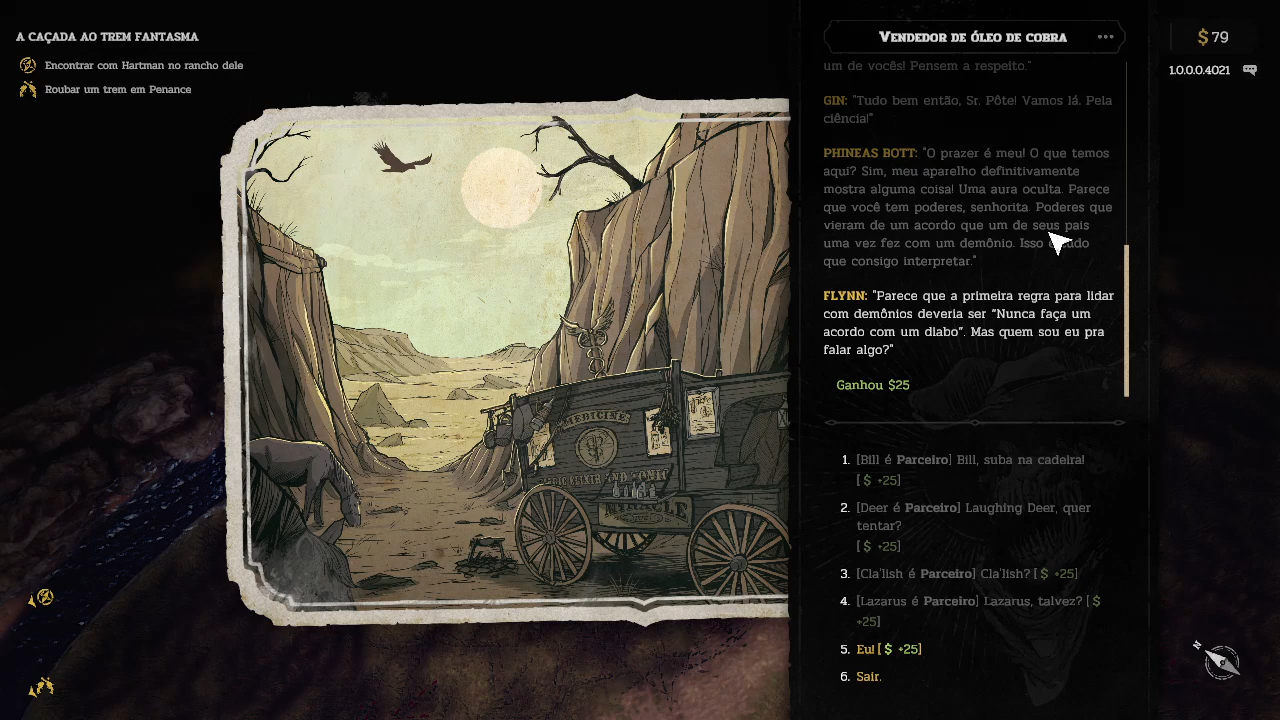 A CAÇADA AO TREM FANTASMA
Encontrar com Hartman no rancho dele
Roubar um trem em Penance
VENDEDOR DE ÓLEO DE COBRA
$ 79
1.0.0.0.4021
um de vocês! Pensem a respeito."
GIN: "Tudo bem então, Sr. Pôte! Vamos lá. Pela
ciência!"
PHINEAS BOTT: "O prazer é meu! O que temos
aqui? Sim, meu aparelho definitivamente
mostra alguma coisa! Uma aura oculta. Parece
que você tem poderes, senhorita. Poderes que
vieram de um acordo que um de seus pais
uma vez fez com um demônio. Isso é tudo
que consigo interpretar."
FLYNN: "Parece que a primeira regra para lidar
com demônios deveria ser "Nunca faça um
acordo com um diabo". Mas quem sou eu pra
falar algo?"
Ganhou $25
MEDICINE
ELIXIR AND TONIC
MYRACLE
1. [Bill é Parceiro] Bill, suba na cadeira!
[ $ +25]
2. [Deer é Parceiro] Laughing Deer, quer
tentar?
[ $ +25]
3. [Cla'lish é Parceiro] Cla'lish? [ $ +25]
4. [Lazarus é Parceiro] Lazarus, talvez? [ $
+25]
5. Eu! [ $ +25]
6. Sair.
N